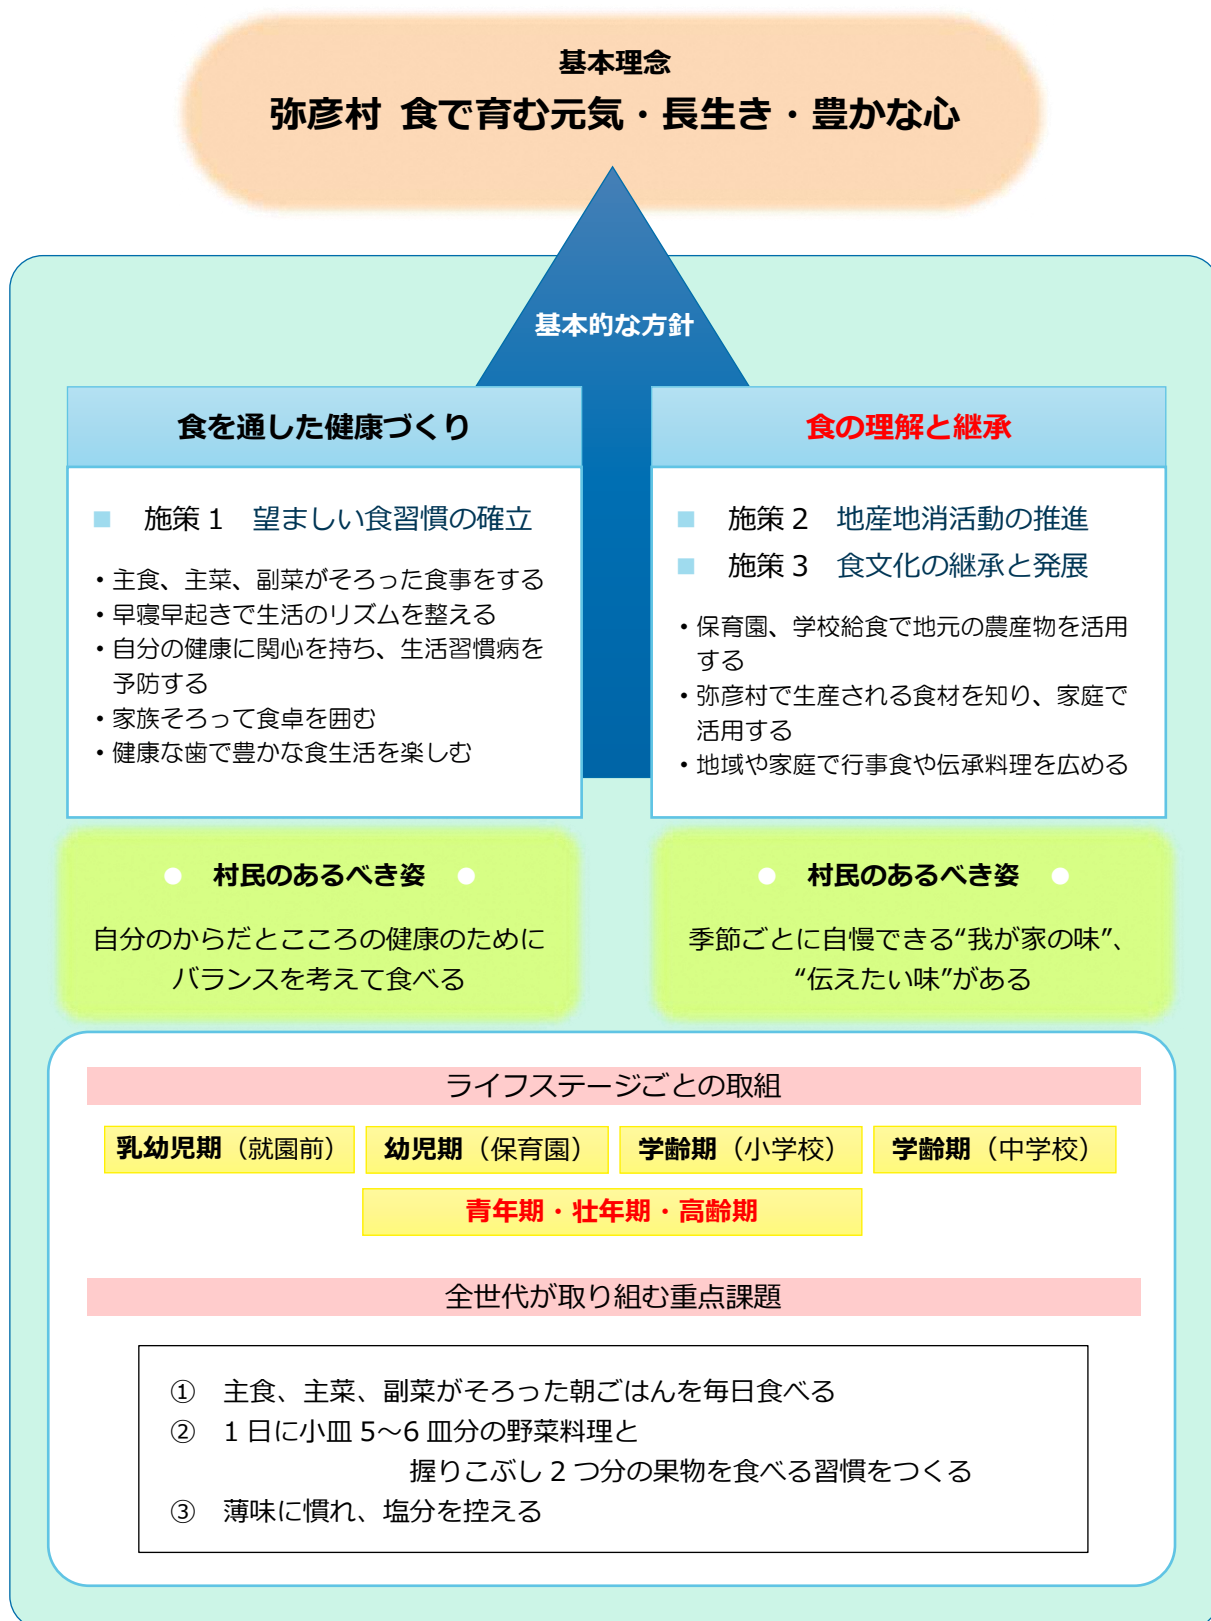 基本理念
弥彦村 食で育む元気・長生き・豊かな心
基本的な方針
食を通した健康づくり
■ 施策1 望ましい食習慣の確立
・主食、主菜、副菜がそろった食事をする
・早寝早起きで生活のリズムを整える
・自分の健康に関心を持ち、生活習慣病を
予防する
・家族そろって食卓を囲む
・健康な歯で豊かな食生活を楽しむ
食の理解と継承
■ 施策2 地産地消活動の推進
■ 施策3 食文化の継承と発展
・保育園、学校給食で地元の農産物を活用
する
・弥彦村で生産される食材を知り、家庭で
活用する
・地域や家庭で行事食や伝承料理を広める
● 村民のあるべき姿 ●
自分のからだとこころの健康のために
バランスを考えて食べる
● 村民のあるべき姿 ●
季節ごとに自慢できる“我が家の味”、
“伝えたい味”がある
ライフステージごとの取組
乳幼児期（就園前）
幼児期（保育園）
学齢期（小学校）
学齢期（中学校）
青年期・壮年期・高齢期
全世代が取り組む重点課題
① 主食、主菜、副菜がそろった朝ごはんを毎日食べる
② 1日に小皿5～6皿分の野菜料理と
握りこぶし2つ分の果物を食べる習慣をつくる
③ 薄味に慣れ、塩分を控える